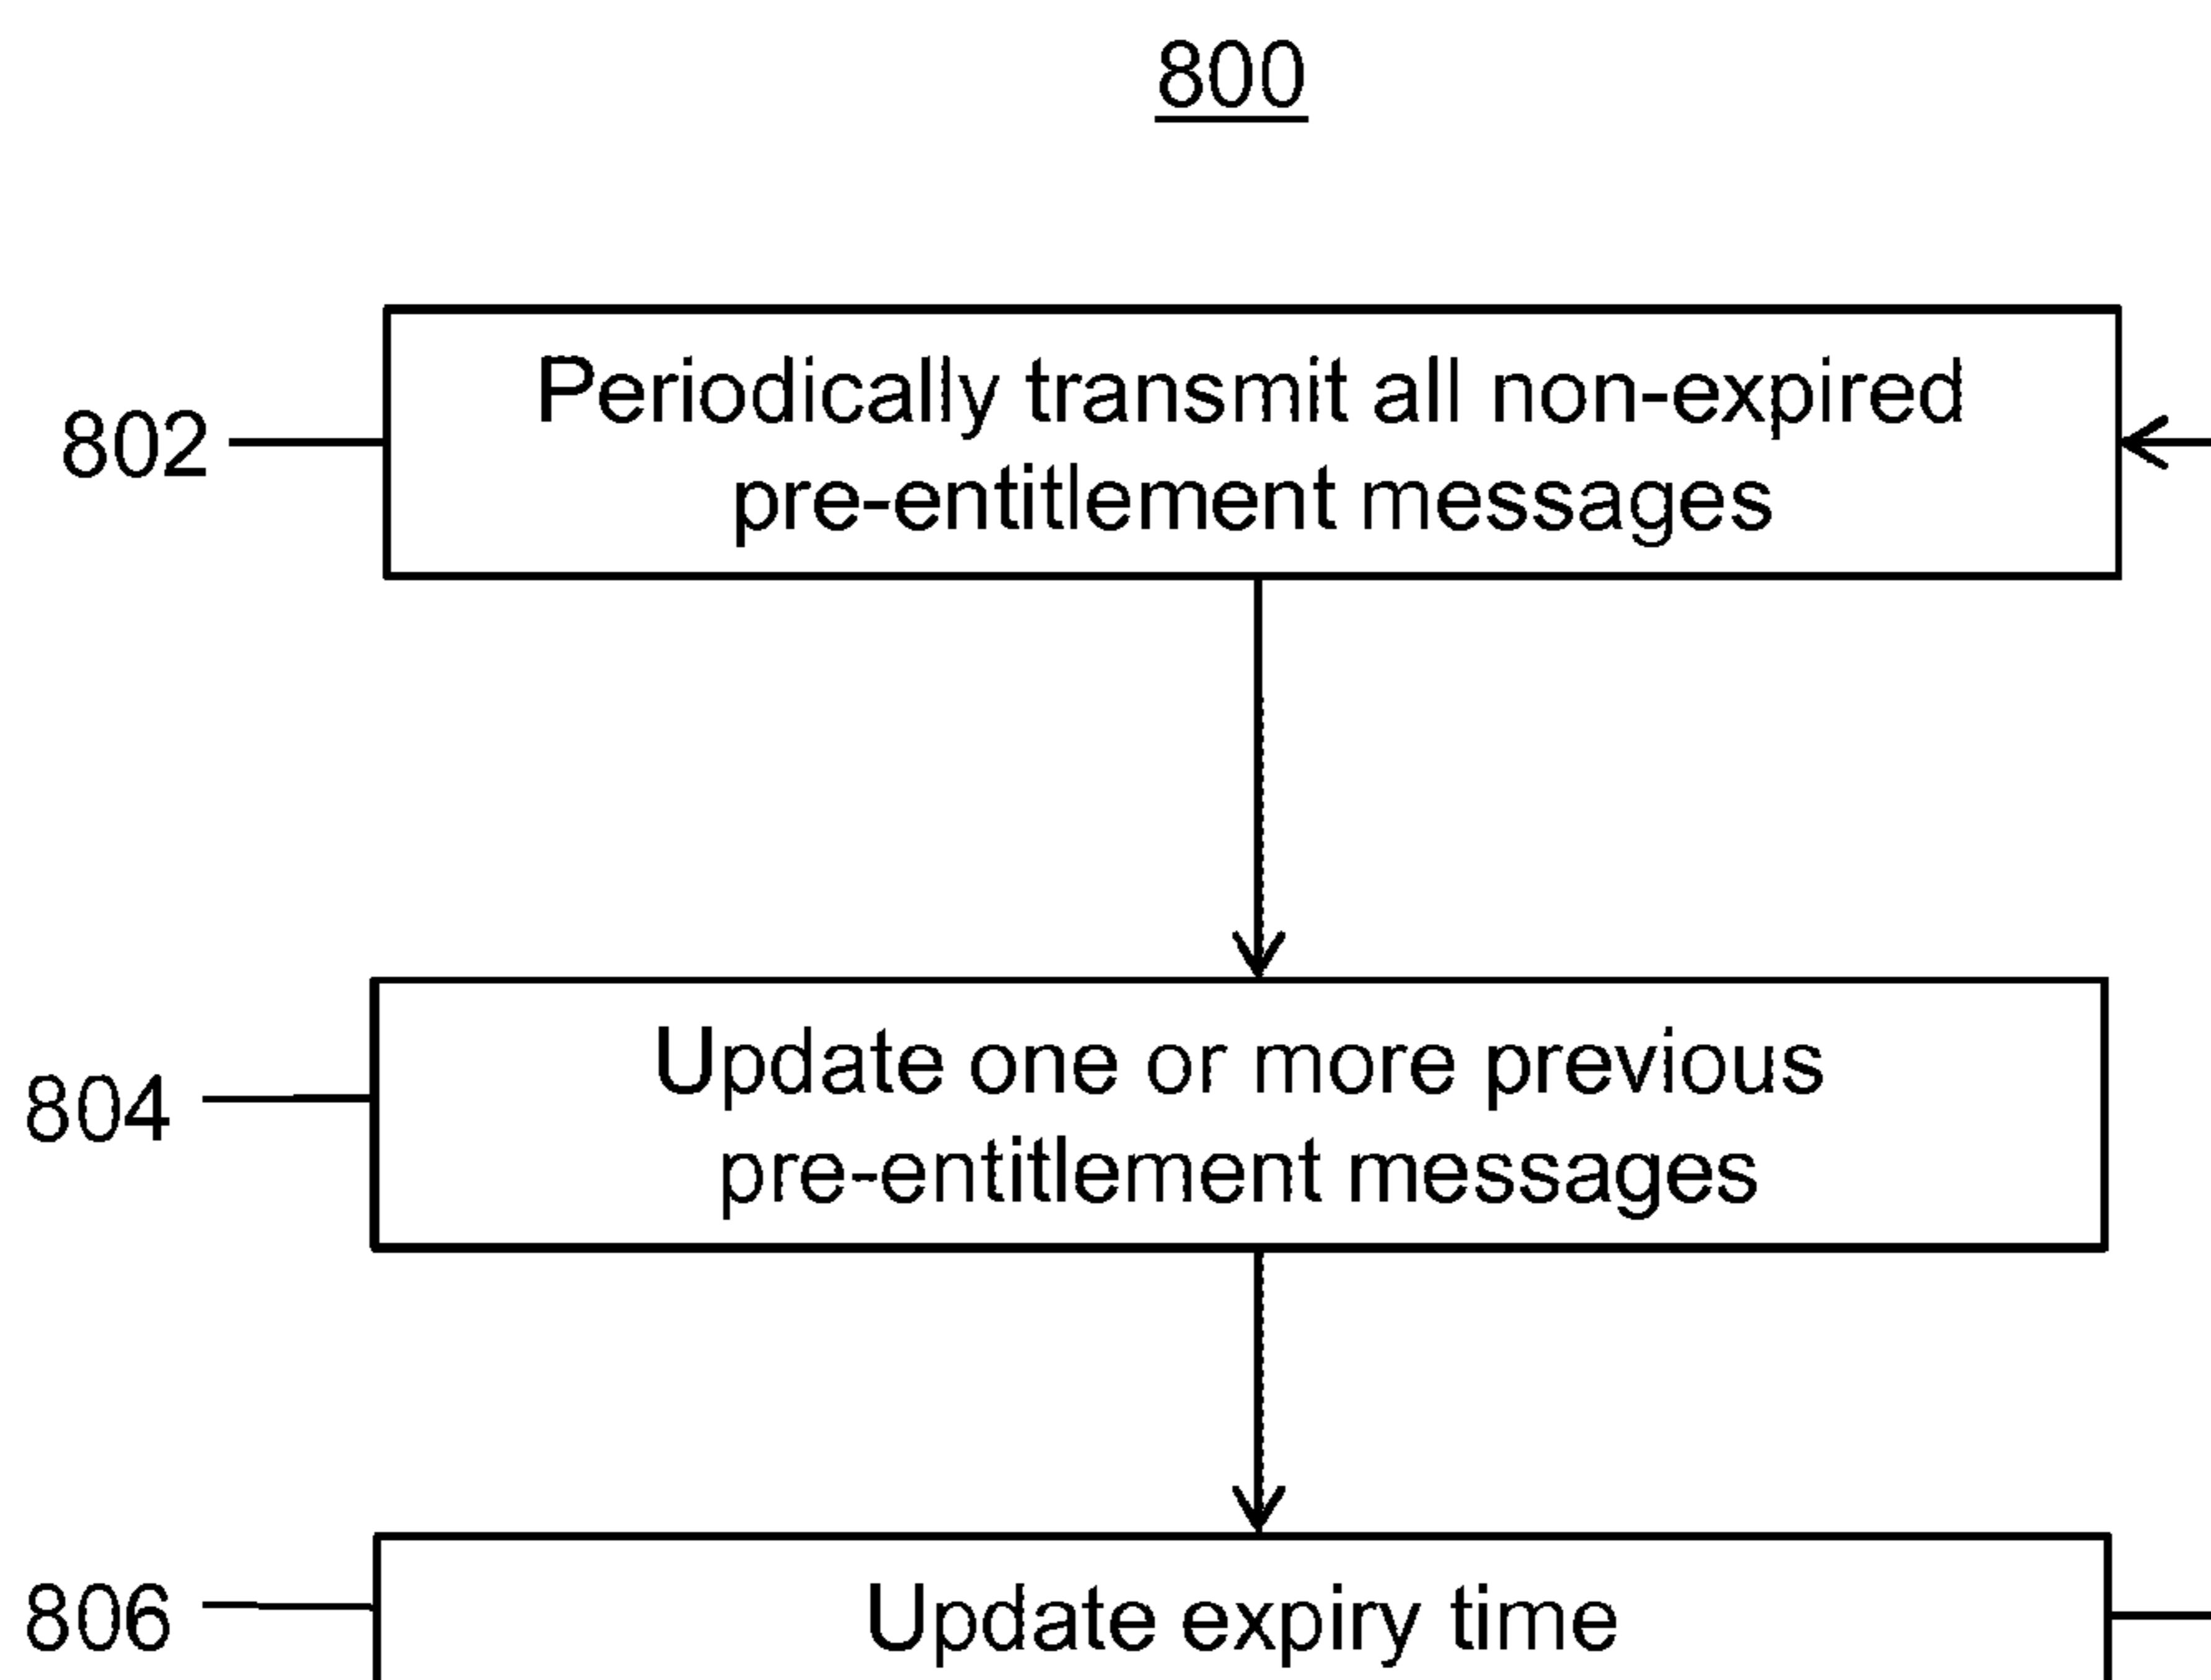 800
802
Periodically transmit all non-expired
pre-entitlement messages
804
Update one or more previous
pre-entitlement messages
806
Update expiry time